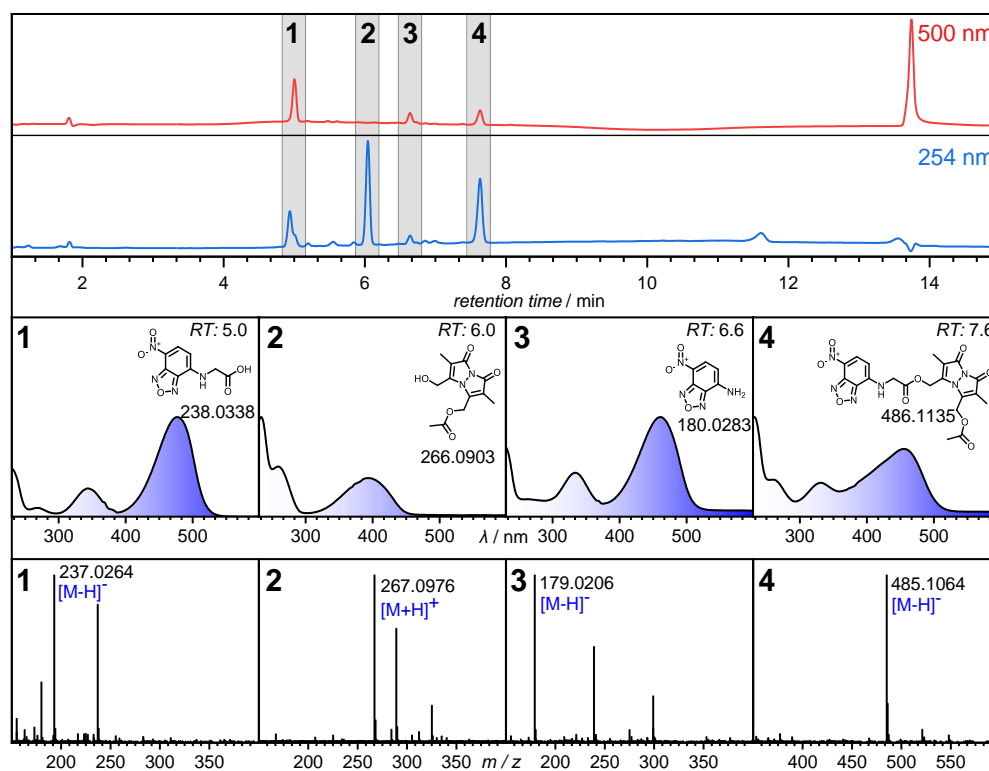 1 2 3 4
500 nm
254 nm
2 4 6 8 10 12 14
retention time / min
1 RT: 5.0
238.0338
2 RT: 6.0
266.0903
3 RT: 6.6
180.0283
4 RT: 7.6
486.1135
O
O⁻ N⁺
N O N
N H
O
OH
O O
N
N
HO
O
O
O
O⁻ N⁺
N O N
NH₂
O
O⁻ N⁺
N O N
N H
O
O
O O
N
N
O
O
300 400 500
300 400 500
300 400 500
300 400 500
λ / nm
1
237.0264
[M-H]⁻
2
267.0976
[M+H]⁺
3
179.0206
[M-H]⁻
4
485.1064
[M-H]⁻
200 250 300 350
200 250 300 350
200 250 300 350
400 450 500 550
m / z